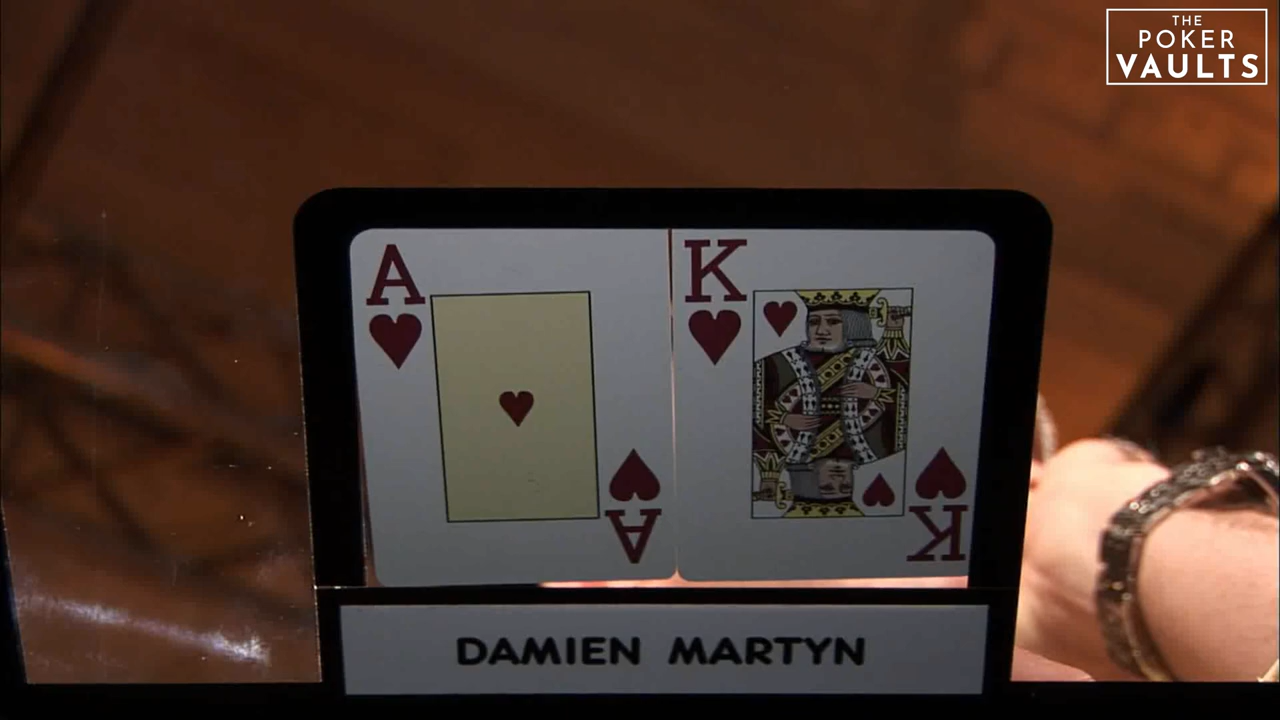 THE
POKER
VAULTS
A K
A K
DAMIEN MARTYN